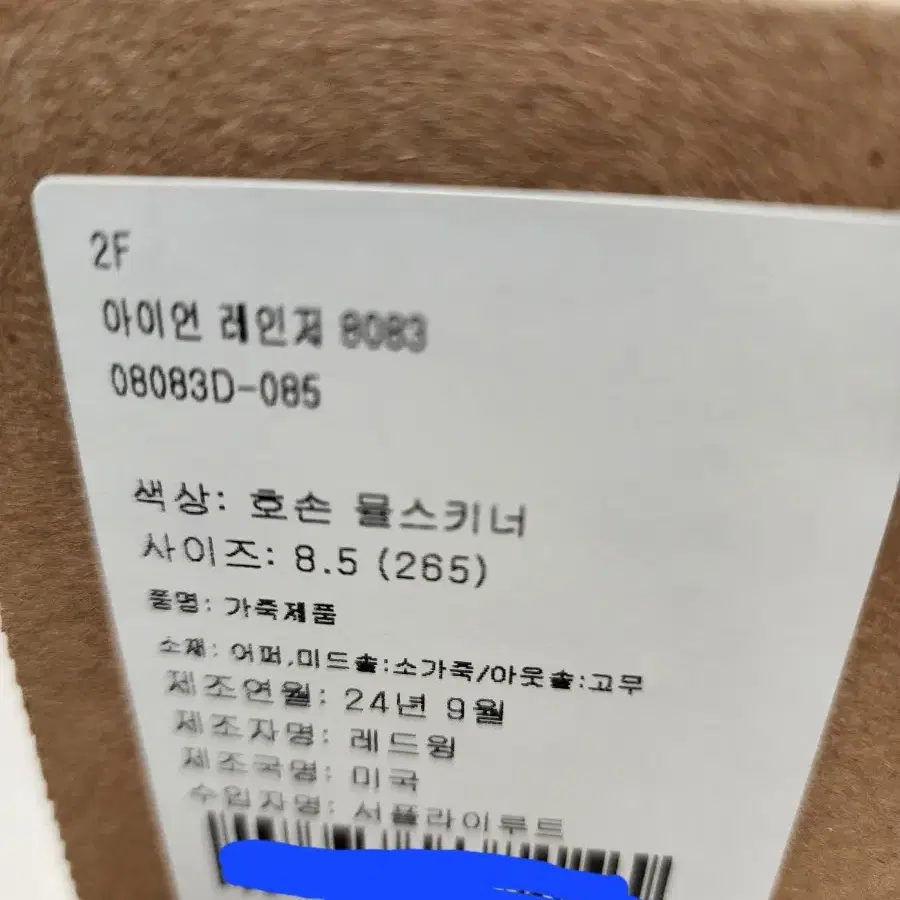 2F
아이언 레인져 8083
08083D-085
색상: 호손 뮬스키너
사이즈: 8.5 (265)
품명: 가죽제품
소재: 어퍼,미드솔:소가죽/아웃솔:고무
제조연월: 24년 9월
제조자명: 레드윙
제조국명: 미국
수입자명: 서플라이루트